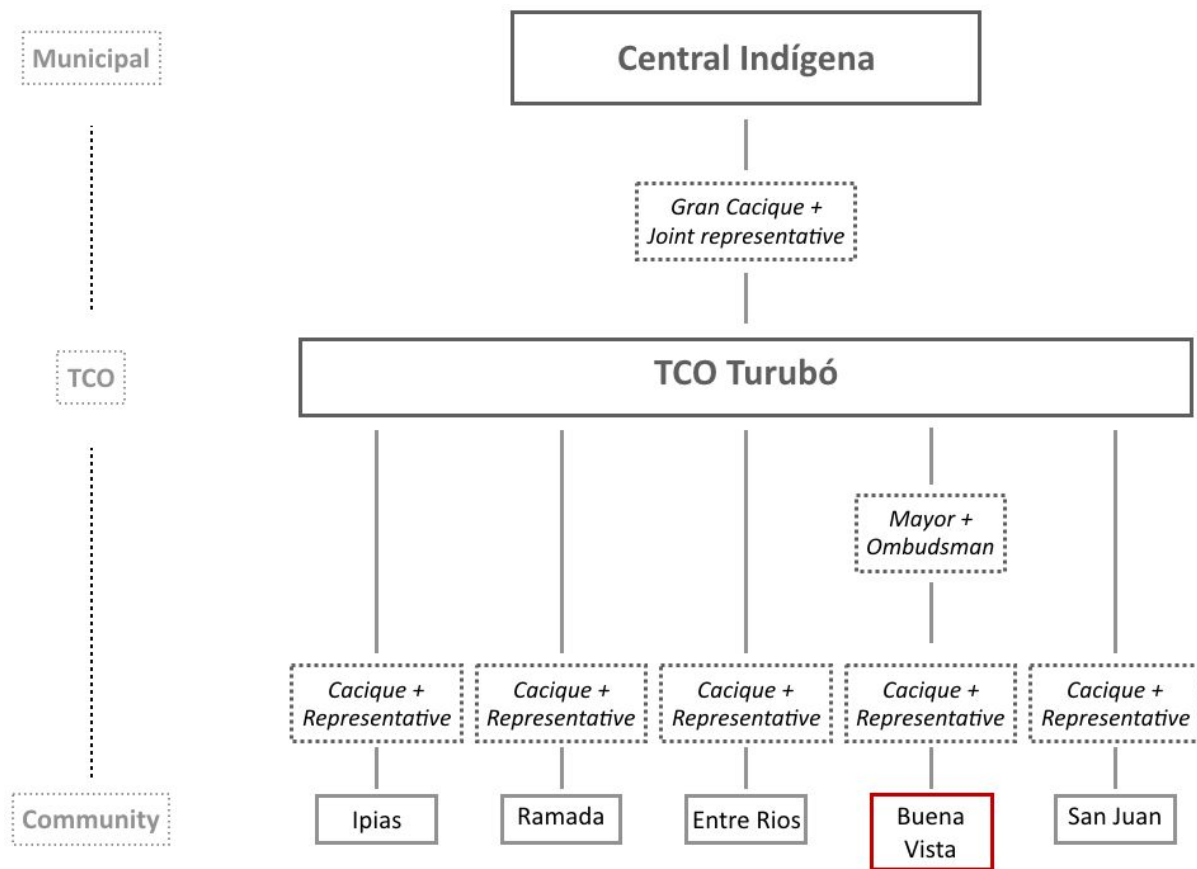 Municipal
Central Indígena
Gran Cacique +
Joint representative
TCO
TCO Turubó
Mayor +
Ombudsman
Cacique +
Representative
Cacique +
Representative
Cacique +
Representative
Cacique +
Representative
Cacique +
Representative
Community
Ipias
Ramada
Entre Rios
Buena
Vista
San Juan